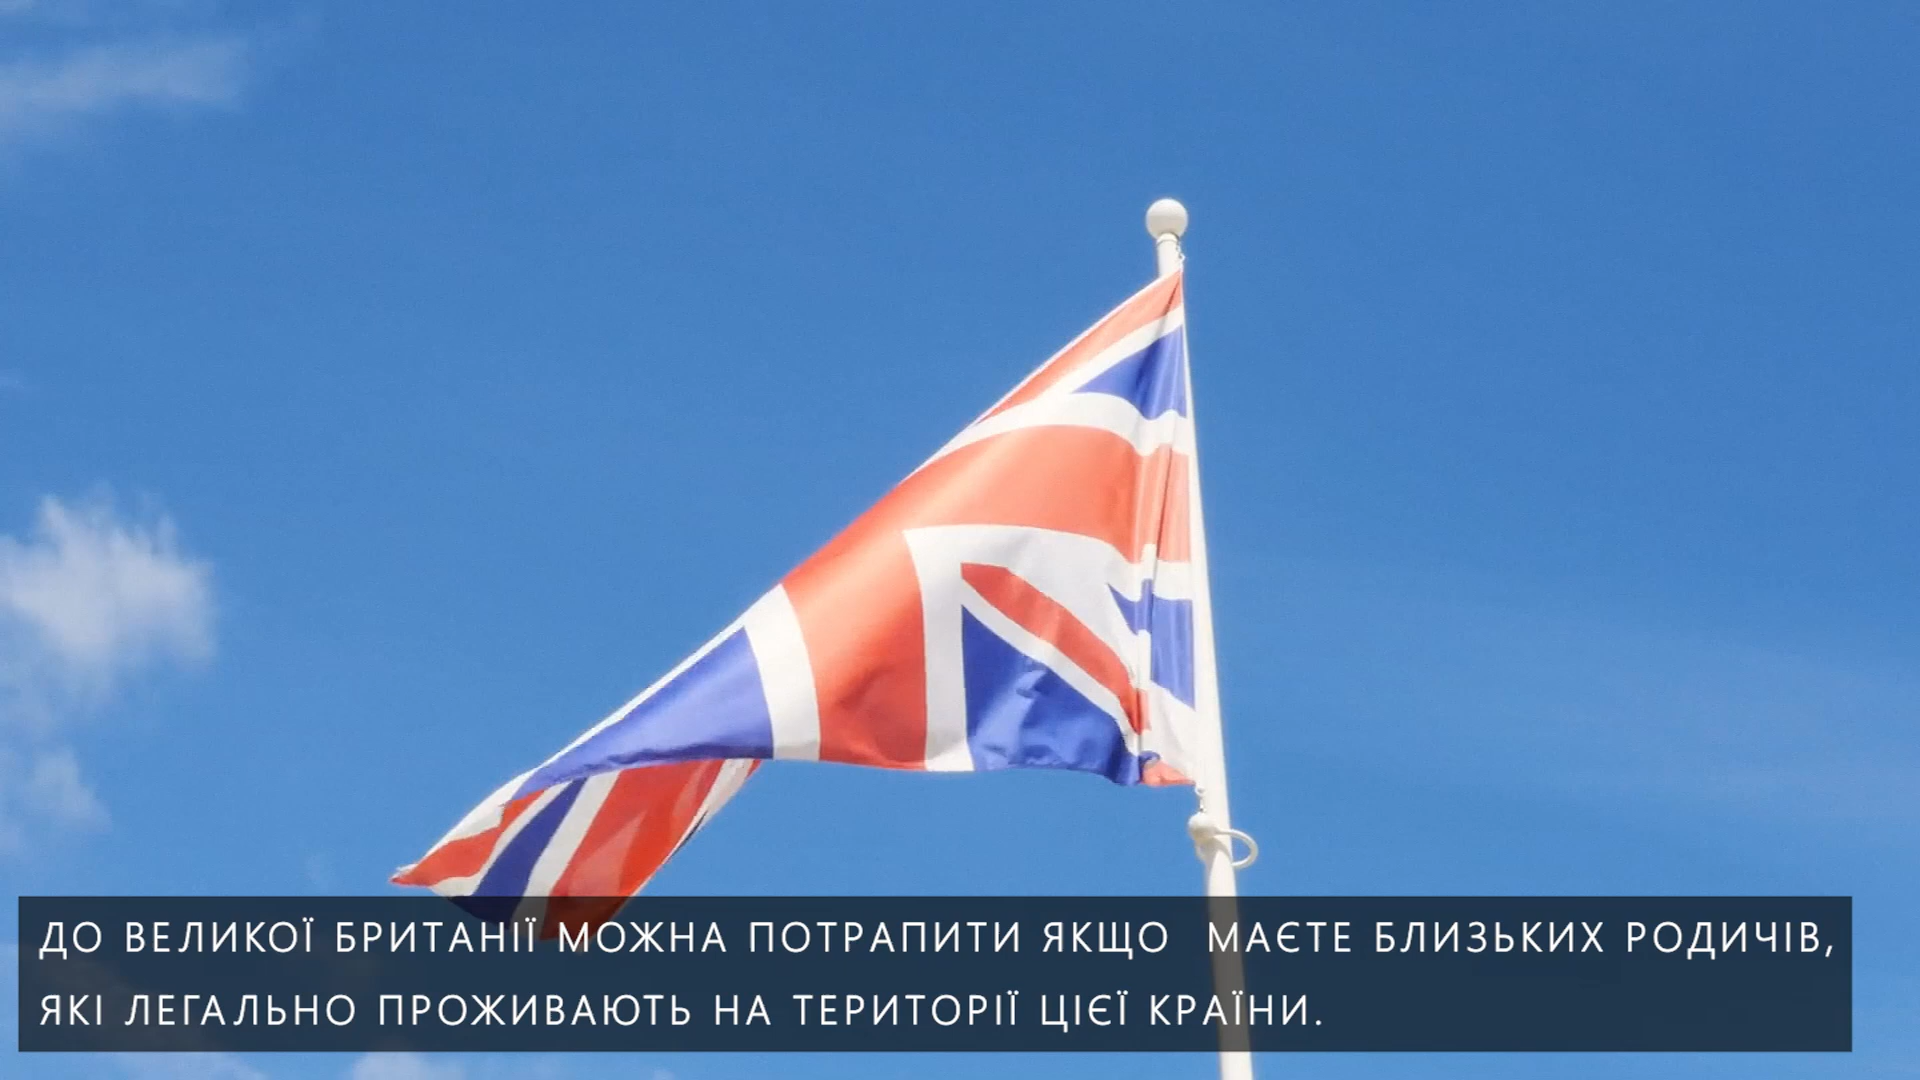 ДО ВЕЛИКОЇ БРИТАНІЇ МОЖНА ПОТРАПИТИ ЯКЩО  МАЄТЕ БЛИЗЬКИХ РОДИЧІВ,
ЯКІ ЛЕГАЛЬНО ПРОЖИВАЮТЬ НА ТЕРИТОРІЇ ЦІЄЇ КРАЇНИ.